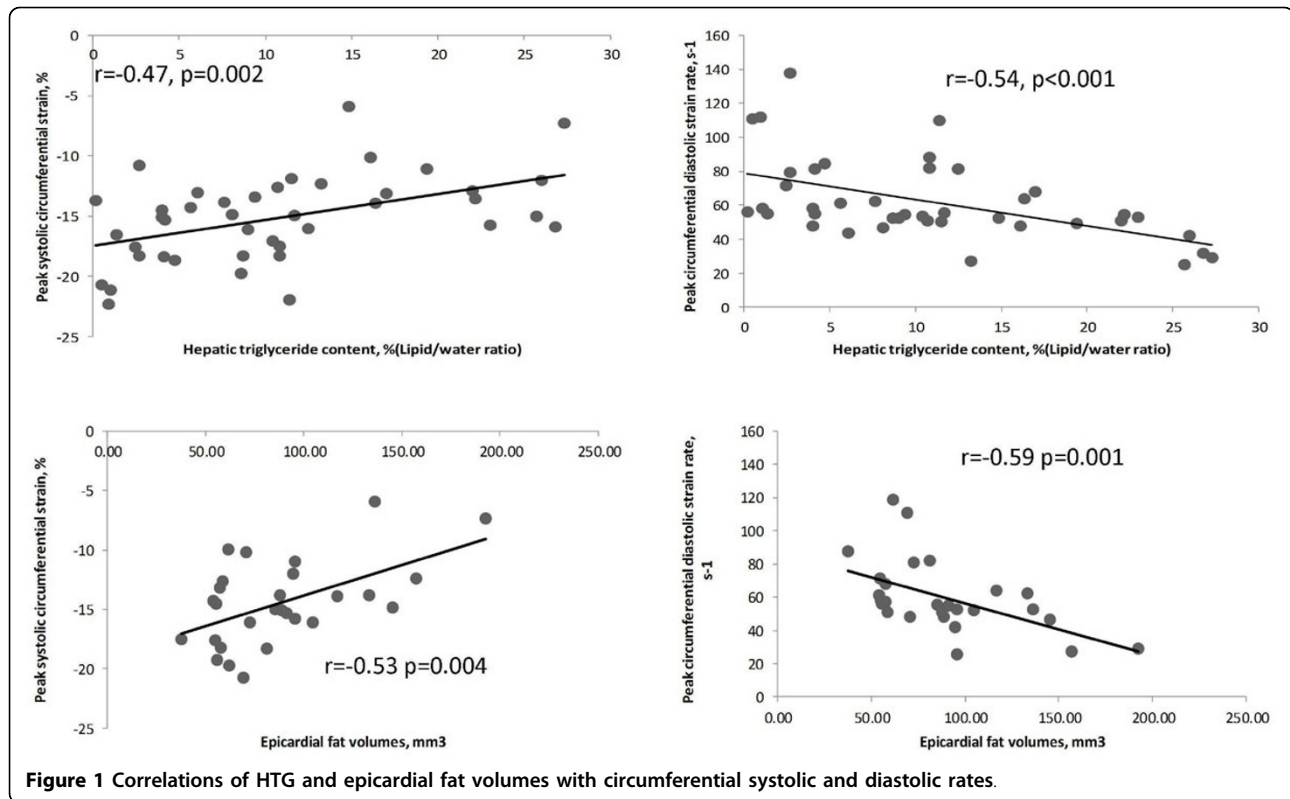 0
0 5 10 15 20 25 30
r=-0.47, p=0.002
-5
-10
-15
-20
-25
Peak systolic circumferential strain, %
Hepatic triglyceride content, %(Lipid/water ratio)
160
140
120
100
80
60
40
20
0
0 5 10 15 20 25 30
r=-0.54, p<0.001
Peak circumferential diastolic strain rate, s-1
Hepatic triglyceride content, %(Lipid/water ratio)
0
0.00 50.00 100.00 150.00 200.00 250.00
-5
-10
-15
-20
-25
r=-0.53 p=0.004
Peak systolic circumferential strain, %
Epicardial fat volumes, mm3
160
140
120
100
80
60
40
20
0
0.00 50.00 100.00 150.00 200.00 250.00
r=-0.59 p=0.001
Peak circumferential diastolic strain rate,
s-1
Epicardial fat volumes, mm3
Figure 1 Correlations of HTG and epicardial fat volumes with circumferential systolic and diastolic rates.